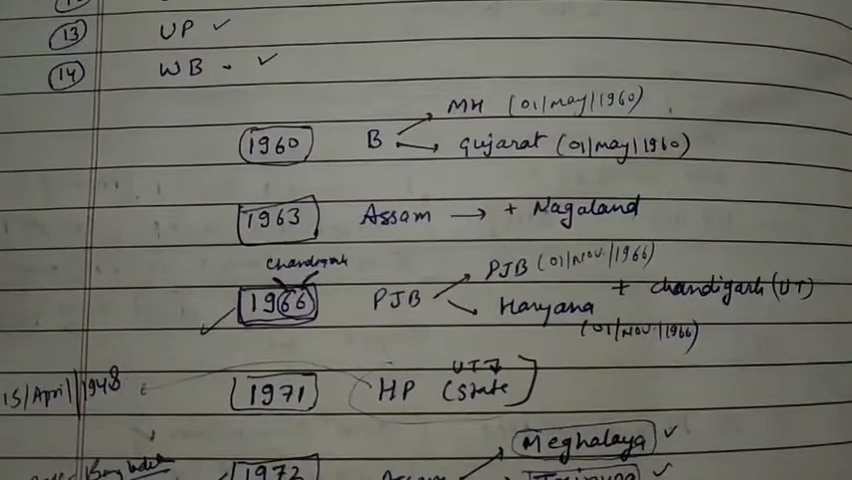 13 UP ✓
14 WB - ✓
MH (01/May/1960)
1960 B
Gujarat (01/May/1960)
1963 Assam → + Nagaland
Chandigarh
PJB (01/Nov/1966)
1966 PJB
Haryana + Chandigarh (UT)
(01/Nov/1966)
UT
15/April/1948 1971 HP (State)
Meghalaya ✓
1972 Assam
Tripura ✓